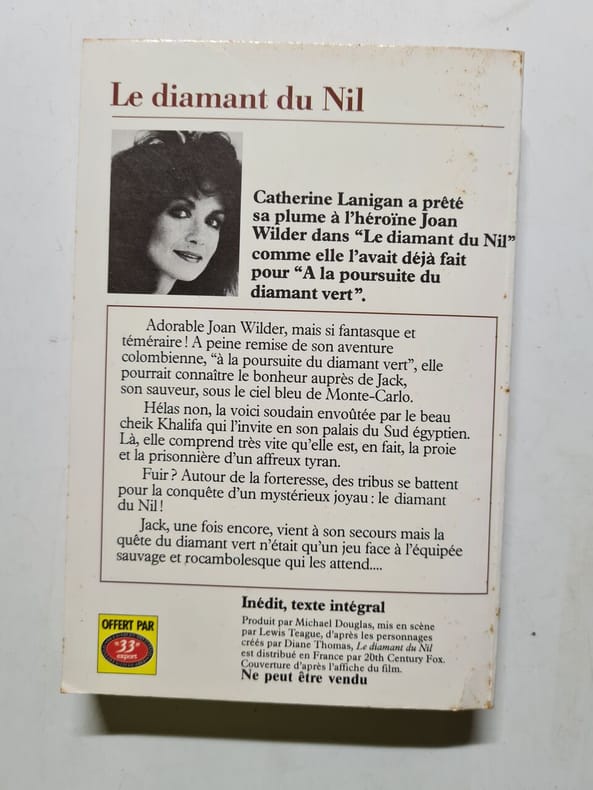 Le diamant du Nil
Catherine Lanigan a prêté
sa plume à l'héroïne Joan
Wilder dans “Le diamant du Nil”
comme elle l'avait déjà fait
pour “A la poursuite du
diamant vert”.
Adorable Joan Wilder, mais si fantasque et
téméraire ! A peine remise de son aventure
colombienne, “à la poursuite du diamant vert”, elle
pourrait connaître le bonheur auprès de Jack,
son sauveur, sous le ciel bleu de Monte-Carlo.
Hélas non, la voici soudain envoûtée par le beau
cheik Khalifa qui l'invite en son palais du Sud égyptien.
Là, elle comprend très vite qu'elle est, en fait, la proie
et la prisonnière d'un affreux tyran.
Fuir ? Autour de la forteresse, des tribus se battent
pour la conquête d'un mystérieux joyau : le diamant
du Nil !
Jack, une fois encore, vient à son secours mais la
quête du diamant vert n'était qu'un jeu face à l'équipée
sauvage et rocambolesque qui les attend....
Inédit, texte intégral
Produit par Michael Douglas, mis en scène
par Lewis Teague, d'après les personnages
créés par Diane Thomas, Le diamant du Nil
est distribué en France par 20th Century Fox.
Couverture d'après l'affiche du film.
Ne peut être vendu
OFFERT PAR
"33"
export